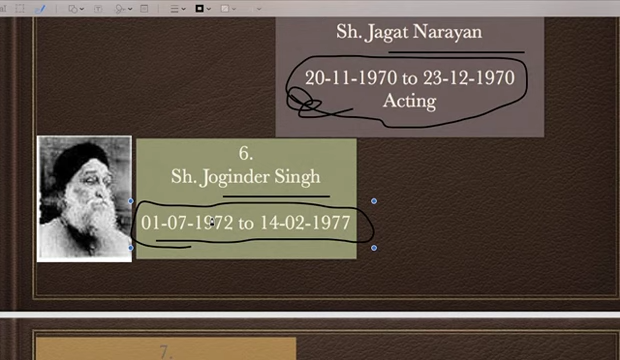 Sh. Jagat Narayan
20-11-1970 to 23-12-1970
Acting
6.
Sh. Joginder Singh
01-07-1972 to 14-02-1977
7.